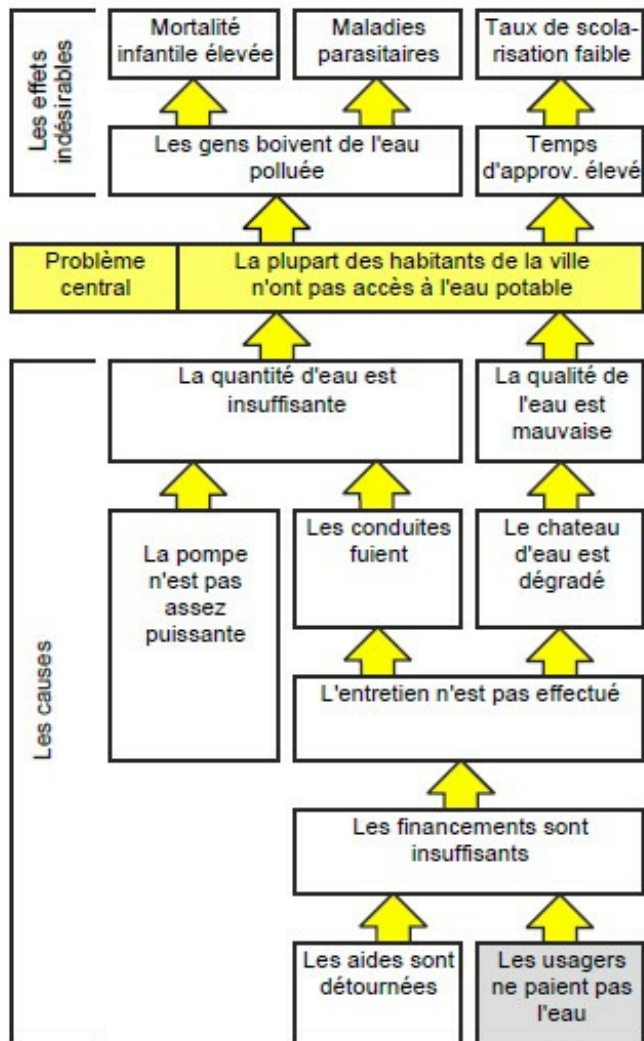 Les effets
indésirables
Mortalité
infantile élevée
Maladies
parasitaires
Taux de scola-
risation faible
Les gens boivent de l'eau
polluée
Temps
d'approv. élevé
Problème
central
La plupart des habitants de la ville
n'ont pas accès à l'eau potable
Les causes
La quantité d'eau est
insuffisante
La qualité de
l'eau est
mauvaise
La pompe
n'est pas
assez
puissante
Les conduites
fuient
Le chateau
d'eau est
dégradé
L'entretien n'est pas effectué
Les financements sont
insuffisants
Les aides sont
détournées
Les usagers
ne paient pas
l'eau